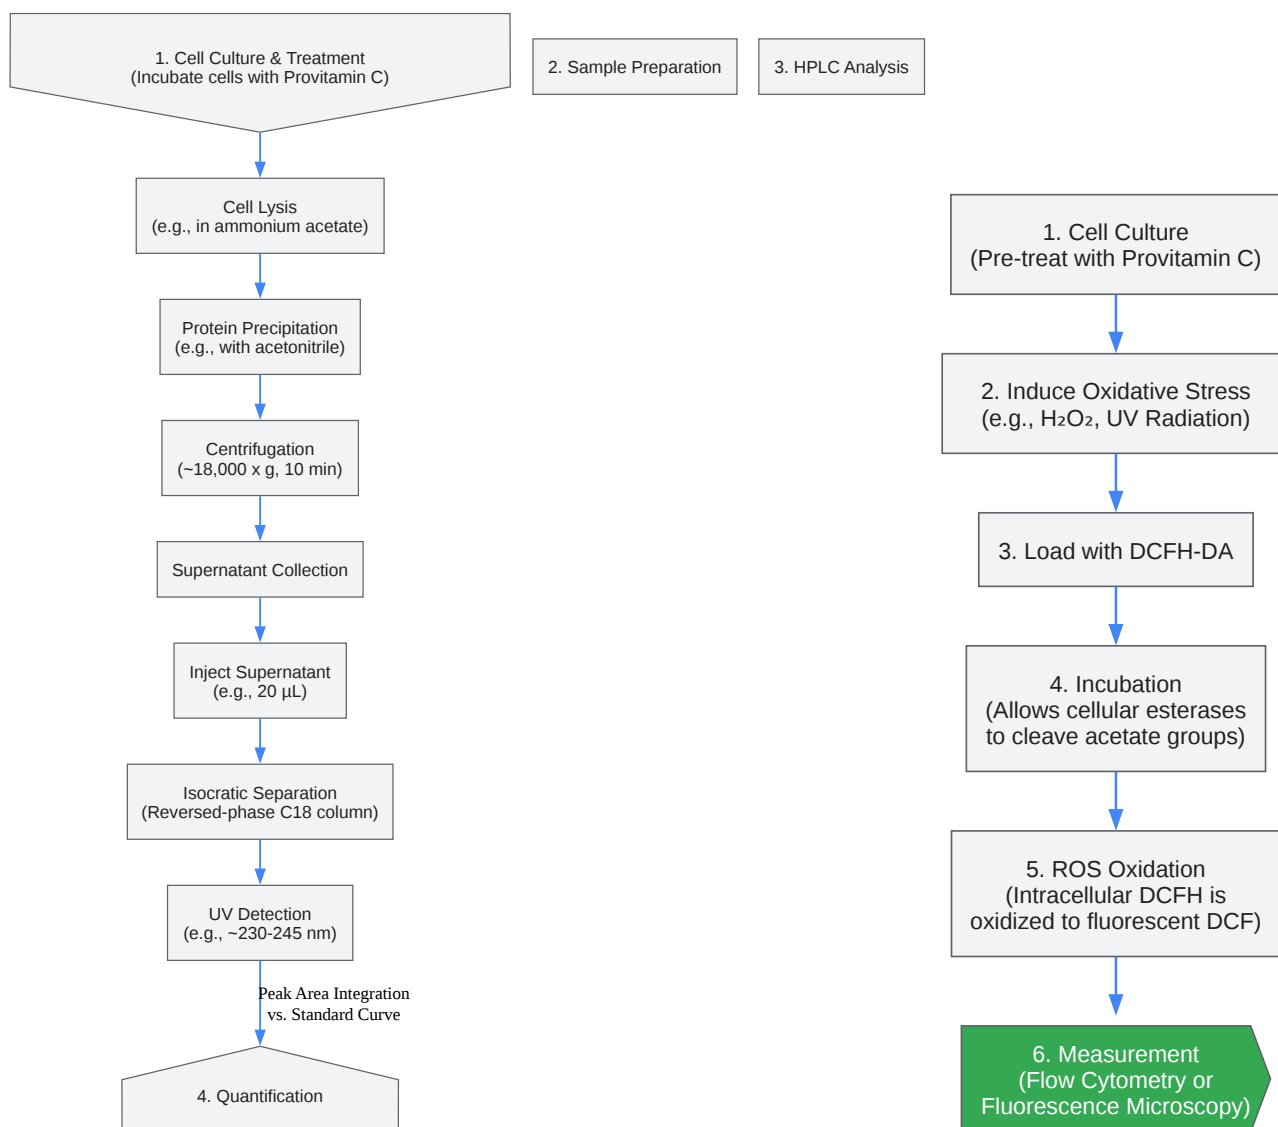 1. Cell Culture & Treatment
(Incubate cells with Provitamin C)
2. Sample Preparation
3. HPLC Analysis
Cell Lysis
(e.g., in ammonium acetate)
Protein Precipitation
(e.g., with acetonitrile)
Centrifugation
(~18,000 x g, 10 min)
Supernatant Collection
Inject Supernatant
(e.g., 20 µL)
Isocratic Separation
(Reversed-phase C18 column)
UV Detection
(e.g., ~230-245 nm)
Peak Area Integration
vs. Standard Curve
4. Quantification
1. Cell Culture
(Pre-treat with Provitamin C)
2. Induce Oxidative Stress
(e.g., H₂O₂, UV Radiation)
3. Load with DCFH-DA
4. Incubation
(Allows cellular esterases
to cleave acetate groups)
5. ROS Oxidation
(Intracellular DCFH is
oxidized to fluorescent DCF)
6. Measurement
(Flow Cytometry or
Fluorescence Microscopy)